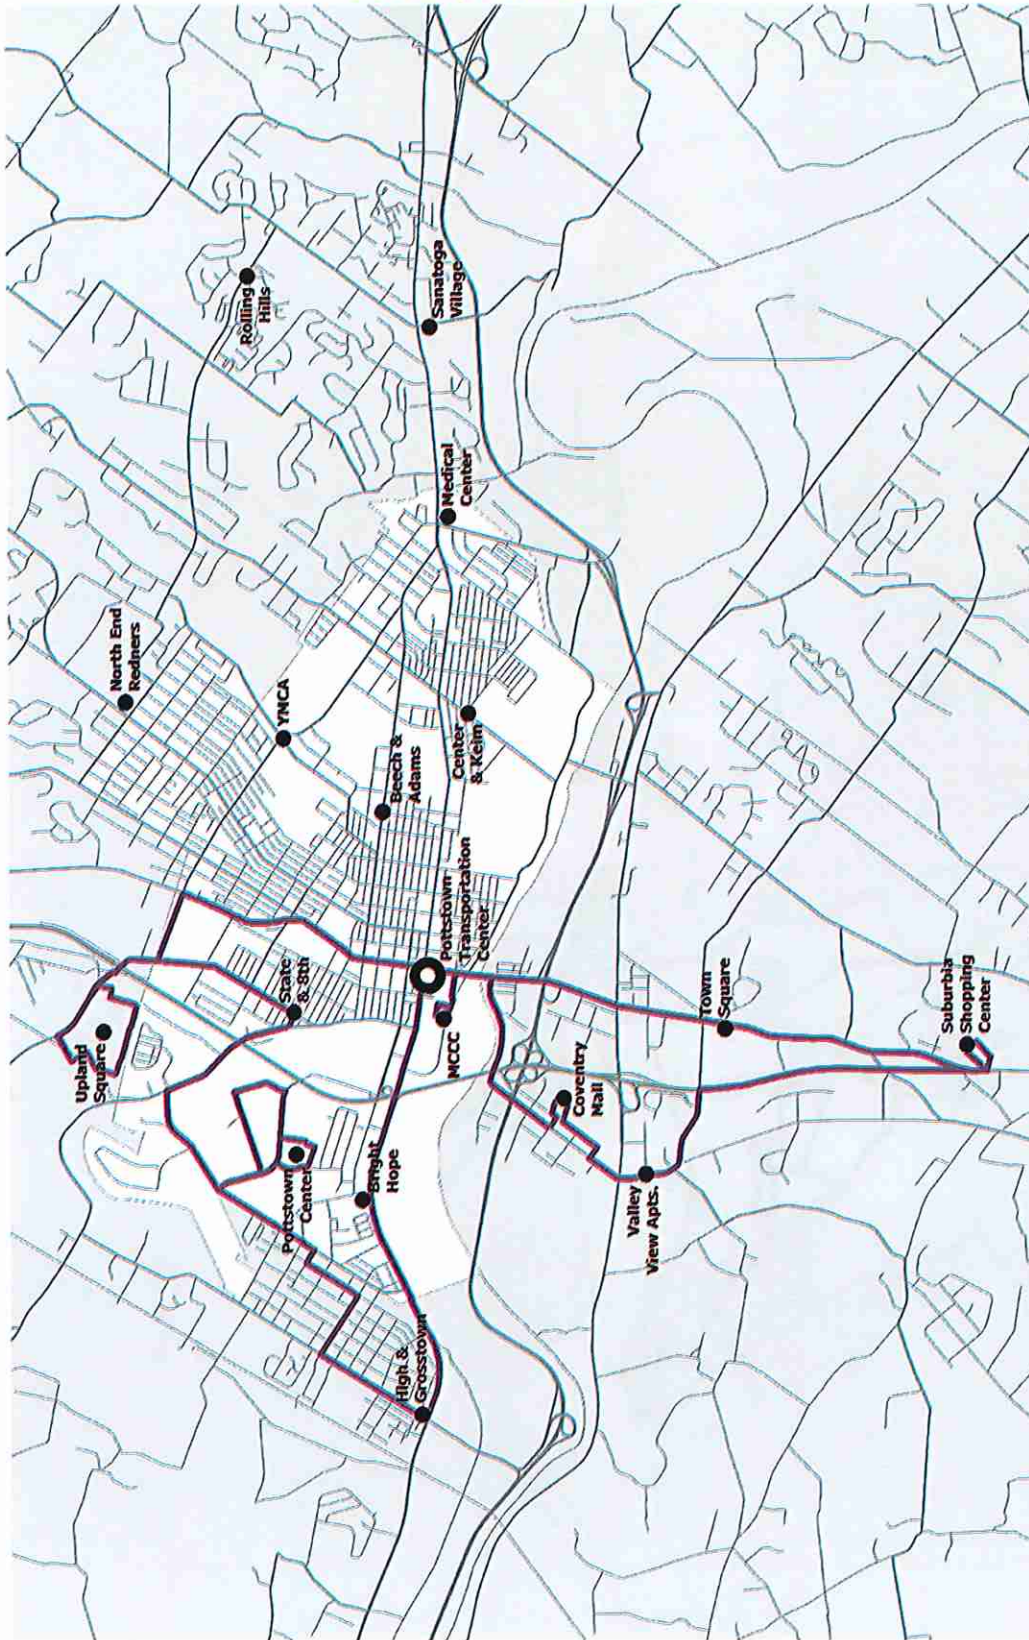 Rolling
Hills
Sanatoga
Village
Medical
Center
North End
Redners
YMCA
Beech &
Adams
Center
& Keim
Pottstown
Transportation
Center
State
& 8th
MCCC
Upland
Square
Pottstown
Center
Bright
Hope
High &
Grosstown
Coventry
Mall
Valley
View Apts.
Town
Square
Suburbia
Shopping
Center